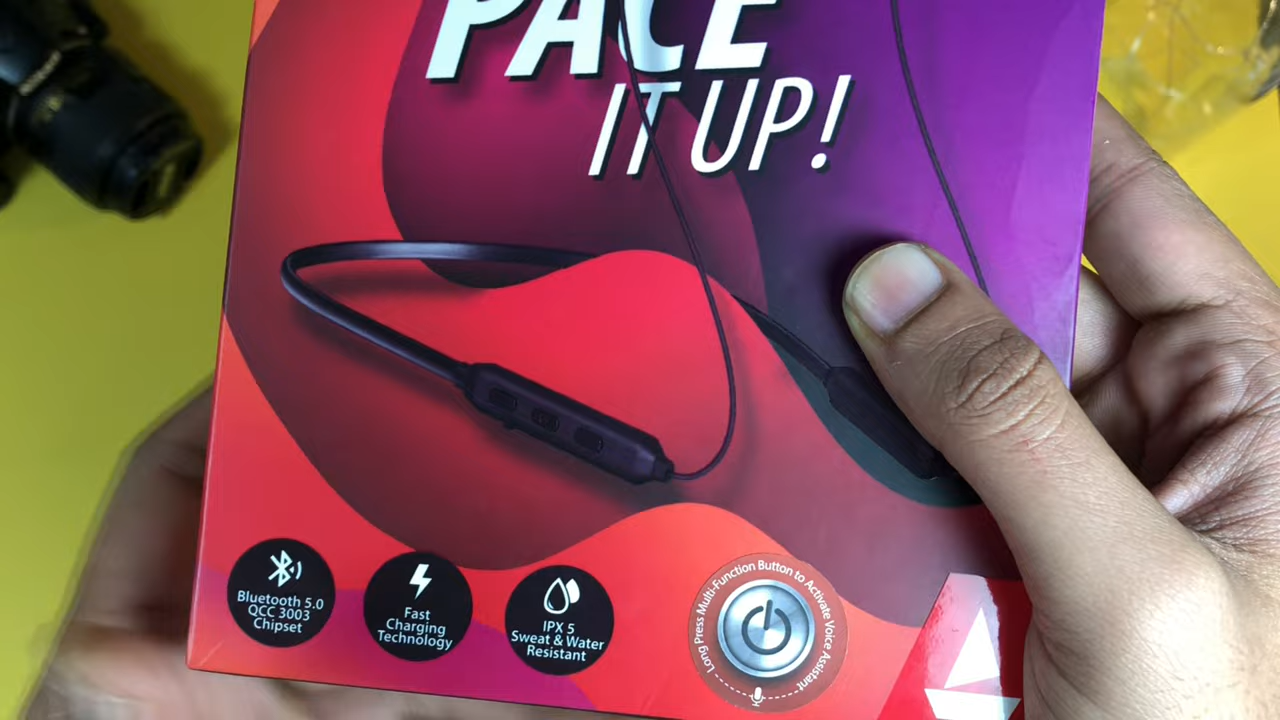 PACE
IT UP!
Bluetooth 5.0
QCC 3003
Chipset
Fast
Charging
Technology
IPX 5
Sweat & Water
Resistant
Long Press Multi-Function Button to Activate Voice Assistant